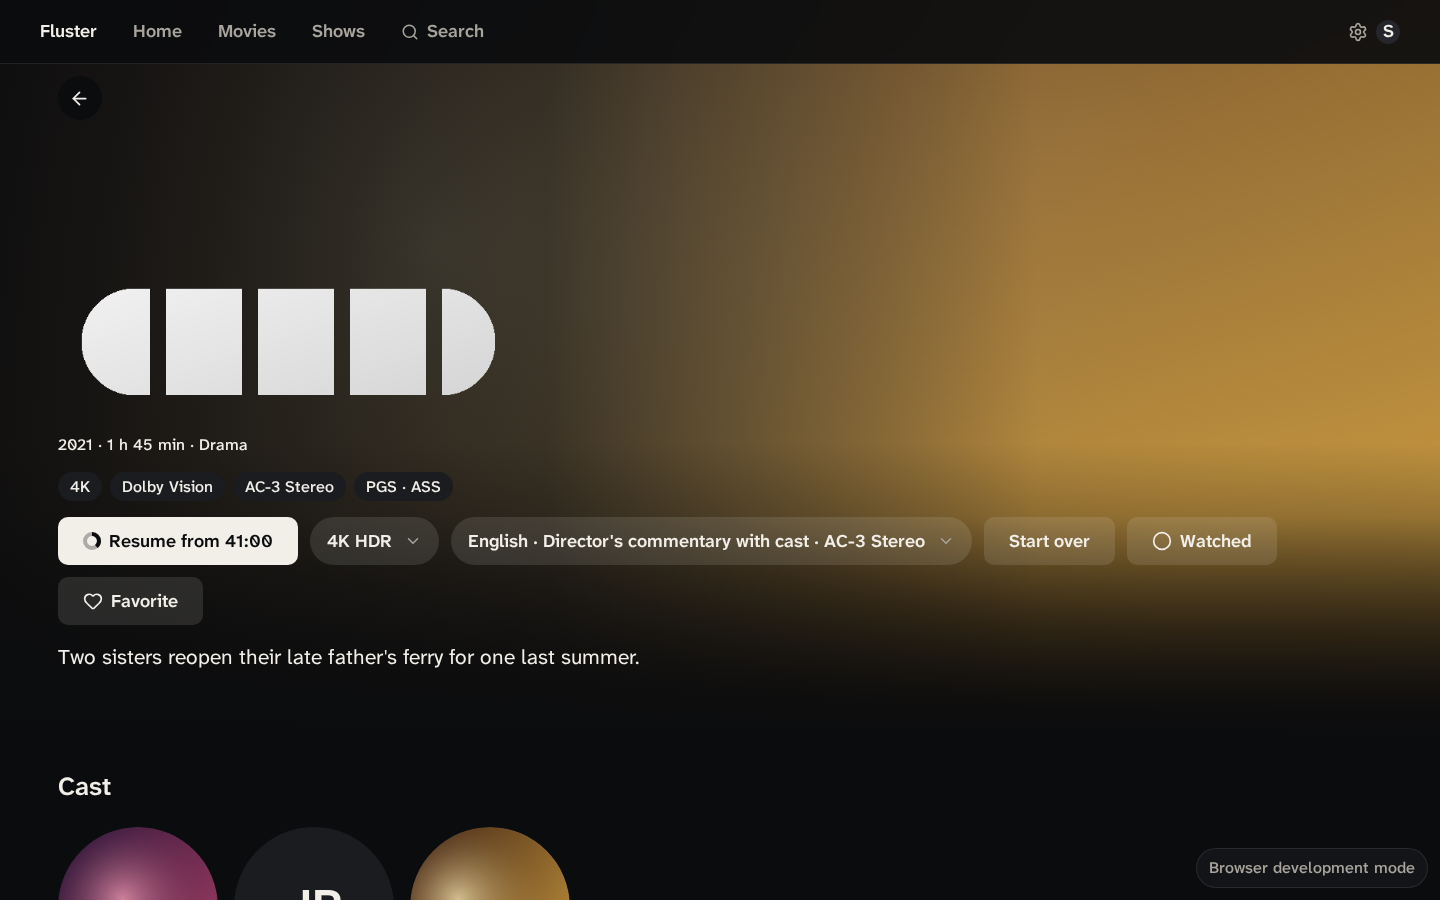 Fluster
Home
Movies
Shows
Search
S
2021 · 1 h 45 min · Drama
4K
Dolby Vision
AC-3 Stereo
PGS · ASS
Resume from 41:00
4K HDR
English · Director's commentary with cast · AC-3 Stereo
Start over
Watched
Favorite
Two sisters reopen their late father's ferry for one last summer.
Cast
Browser development mode